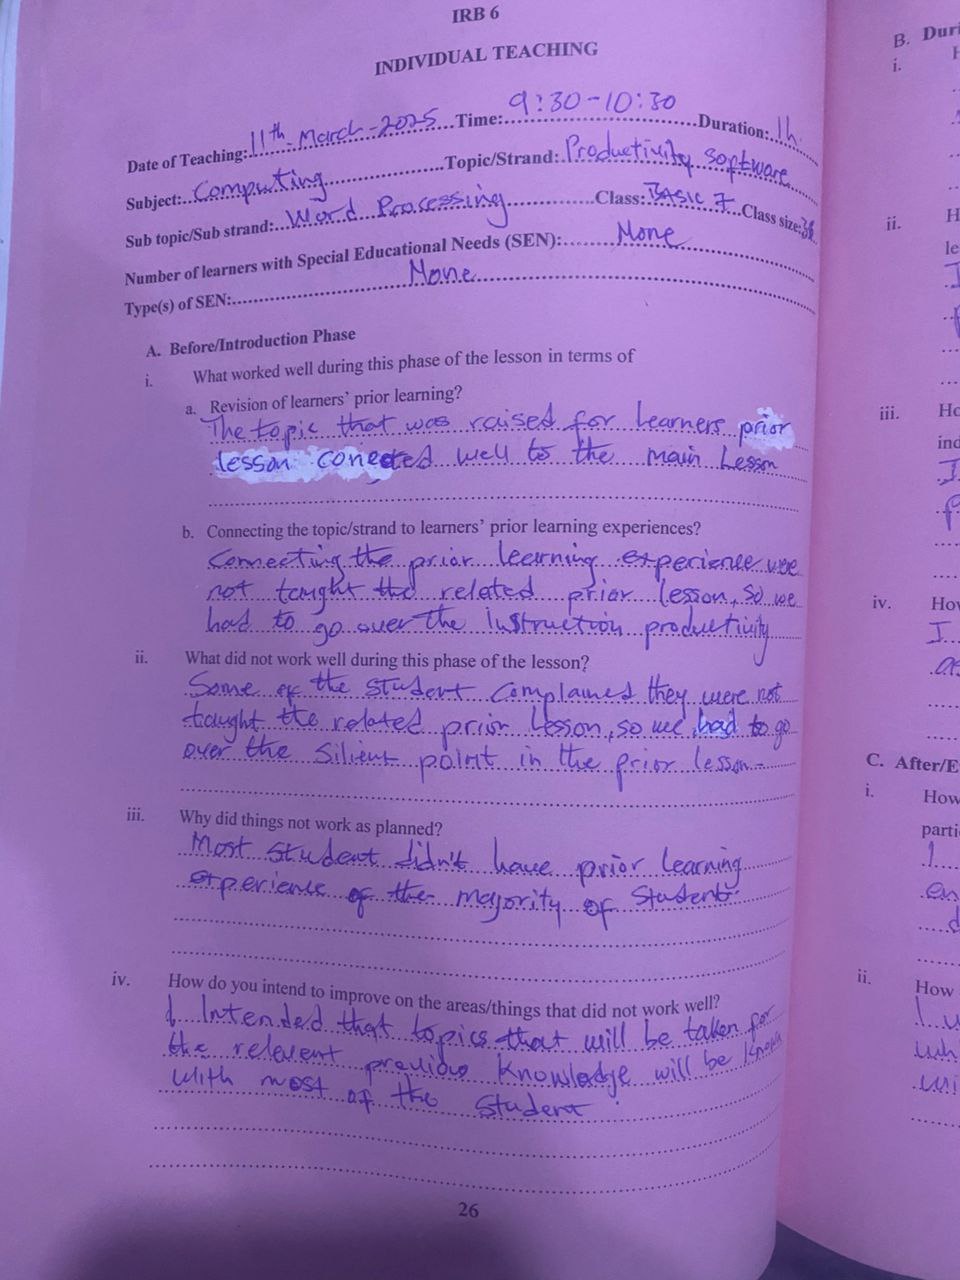 IRB 6
INDIVIDUAL TEACHING
Date of Teaching: 11th-March-2025 Time: 9:30-10:30 Duration: 1h
Subject: Computing Topic/Strand: Productivity software
Sub topic/Sub strand: Word Processing Class: BASIC 7 Class size: 38
Number of learners with Special Educational Needs (SEN): None
Type(s) of SEN: None
A. Before/Introduction Phase
i. What worked well during this phase of the lesson in terms of
a. Revision of learners' prior learning?
The topic that was raised for learners prior
lesson conected well to the main Lesson
b. Connecting the topic/strand to learners' prior learning experiences?
Connecting the prior learning experience were
not taught the related prior lesson, so we
had to go over the instruction productivity
ii. What did not work well during this phase of the lesson?
Some of the student complained they were not
taught the related prior lesson, so we had to go
over the silient point in the prior lesson-
iii. Why did things not work as planned?
Most student didn't have prior learning
experience of the majority of student
iv. How do you intend to improve on the areas/things that did not work well?
I Intended that topics that will be taken for
the relevent previous knowladge will be known
with most of the student
26
B. Duri
i. H
ii. H
le
iii. Ho
ind
iv. How
I
as
C. After/E
i. How
parti
I
en
d
ii. How
I u
wh
wi